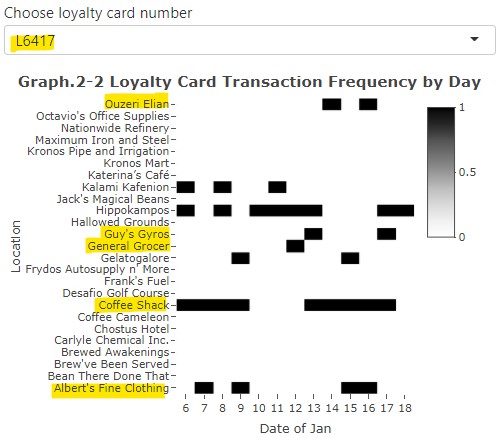 Choose loyalty card number
L6417
Graph.2-2 Loyalty Card Transaction Frequency by Day
Location
Ouzeri Elian
Octavio's Office Supplies
Nationwide Refinery
Maximum Iron and Steel
Kronos Pipe and Irrigation
Kronos Mart
Katerina's Café
Kalami Kafenion
Jack's Magical Beans
Hippokampos
Hallowed Grounds
Guy's Gyros
General Grocer
Gelatogalore
Frydos Autosupply n' More
Frank's Fuel
Desafio Golf Course
Coffee Shack
Coffee Cameleon
Chostus Hotel
Carlyle Chemical Inc.
Brewed Awakenings
Brew've Been Served
Bean There Done That
Albert's Fine Clothing
1
0.5
0
6 7 8 9 10 11 12 13 14 15 16 17 18
Date of Jan